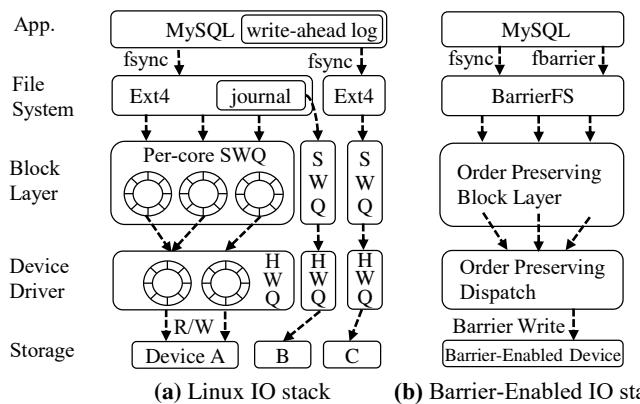 App.
MySQL
write-ahead log
fsync
fsync
File
System
Ext4
journal
Ext4
Block
Layer
Per-core SWQ
S
W
Q
S
W
Q
Device
Driver
H
W
Q
H
W
Q
H
W
Q
R/W
Storage
Device A
B
C
(a) Linux IO stack
MySQL
fsync
fbarrier
BarrierFS
Order Preserving
Block Layer
Order Preserving
Dispatch
Barrier Write
Barrier-Enabled Device
(b) Barrier-Enabled IO sta